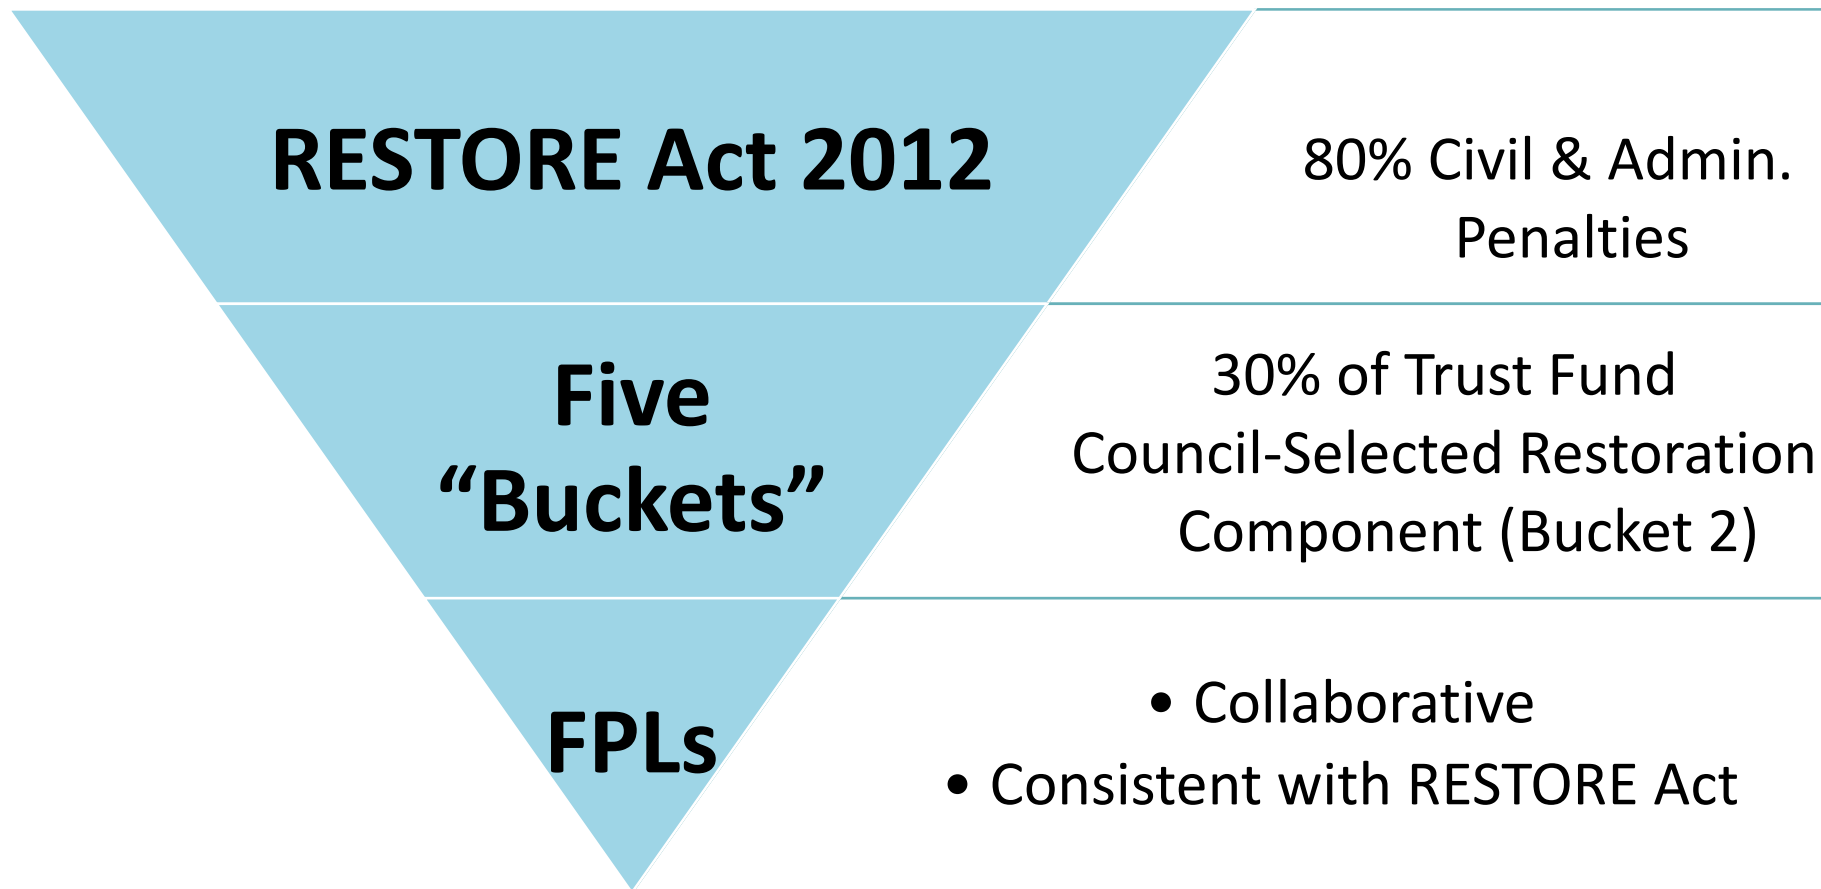 RESTORE Act 2012
80% Civil & Admin.
Penalties
Five
“Buckets”
30% of Trust Fund
Council-Selected Restoration
Component (Bucket 2)
FPLs
• Collaborative
• Consistent with RESTORE Act